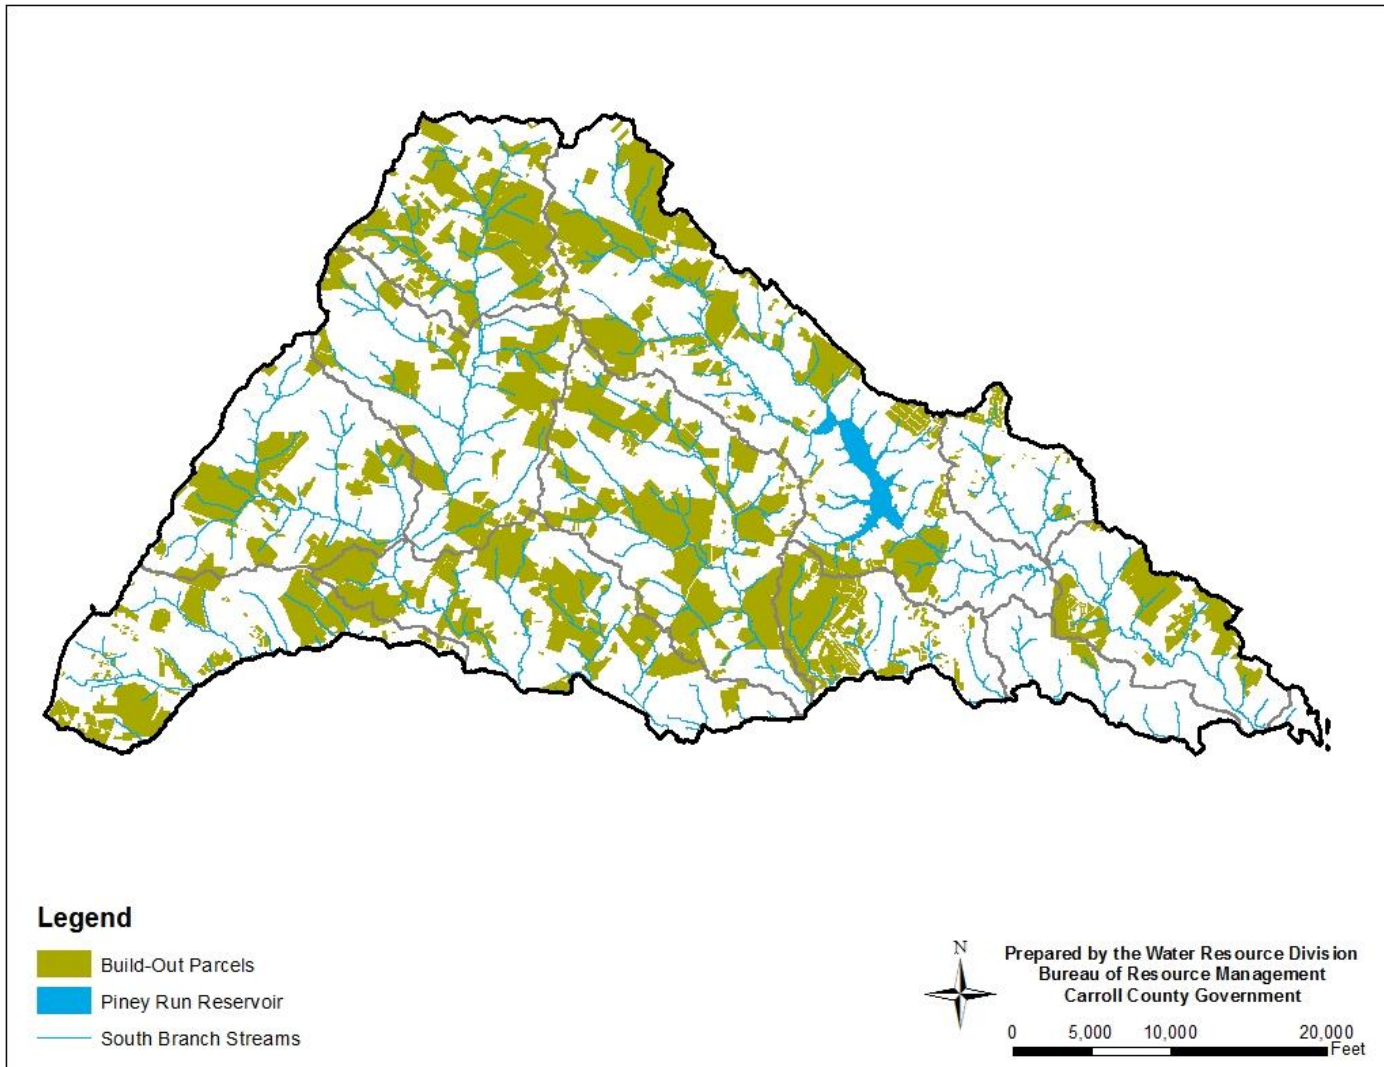 Legend
Build-Out Parcels
Piney Run Reservoir
South Branch Streams
N
Prepared by the Water Resource Division
Bureau of Resource Management
Carroll County Government
0 5,000 10,000 20,000
Feet